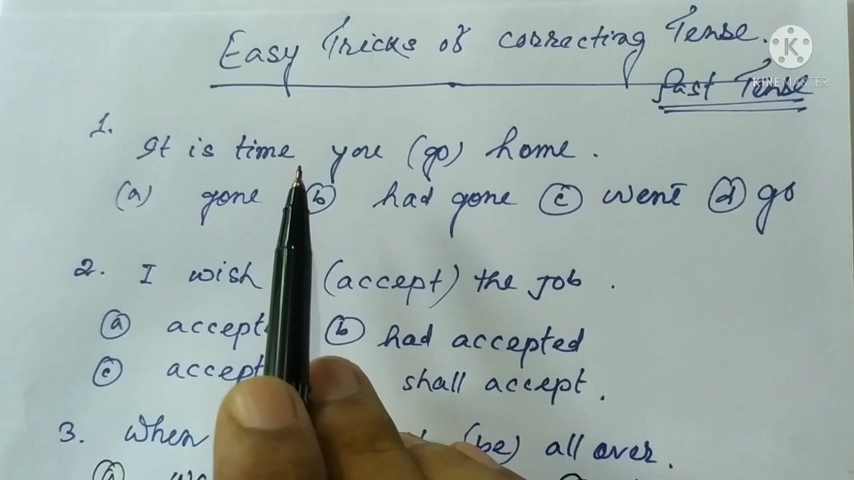 Easy Tricks of correcting Tense.
KINEMASTER
Past Tense
1. It is time you (go) home.
(a) gone (b) had gone (c) went (d) go
2. I wish (accept) the job.
(a) (b) had accepted
(c) shall accept.
3. When (be) all over.
(a)